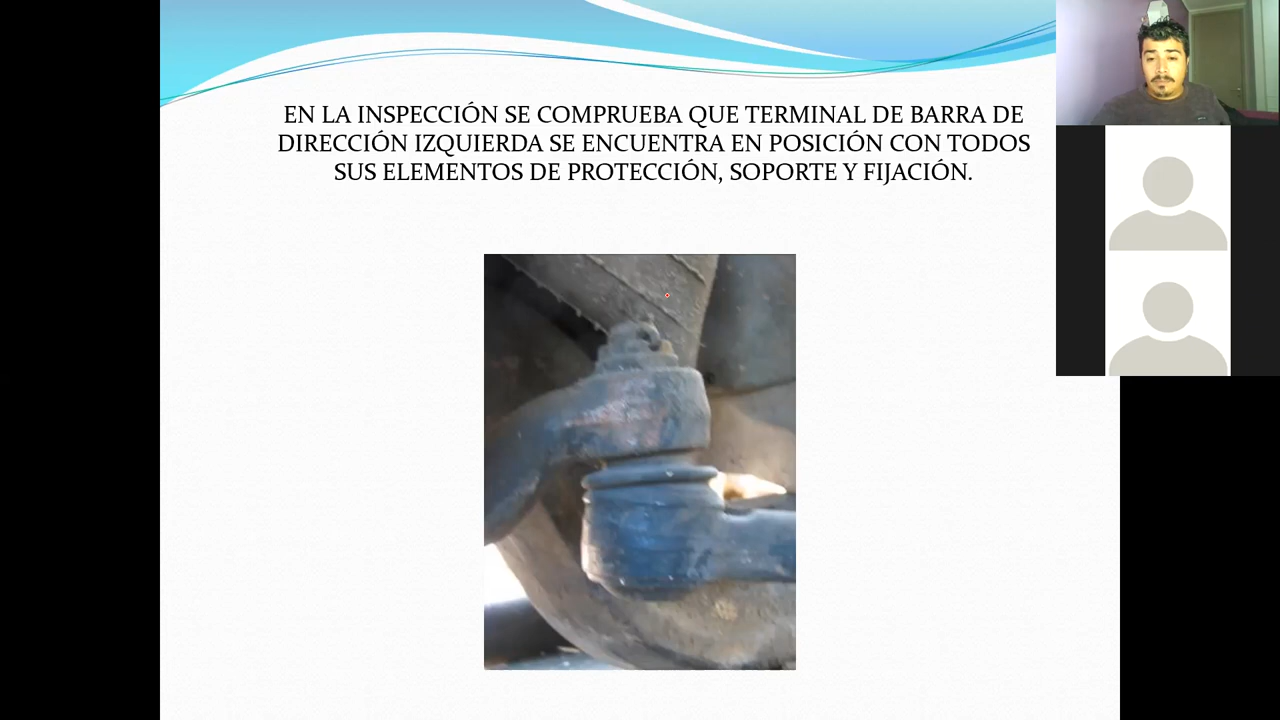 EN LA INSPECCIÓN SE COMPRUEBA QUE TERMINAL DE BARRA DE
DIRECCIÓN IZQUIERDA SE ENCUENTRA EN POSICIÓN CON TODOS
SUS ELEMENTOS DE PROTECCIÓN, SOPORTE Y FIJACIÓN.